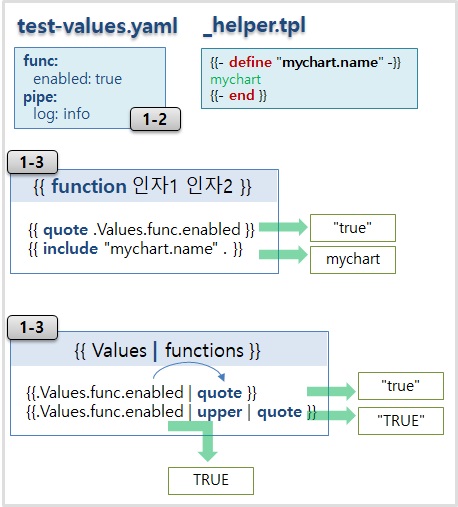 test-values.yaml
_helper.tpl
func:
enabled: true
pipe:
log: info
1-2
{{- define "mychart.name" -}}
mychart
{{- end }}
1-3
{{ function 인자1 인자2 }}
{{ quote .Values.func.enabled }}
{{ include "mychart.name" . }}
"true"
mychart
1-3
{{ Values | functions }}
{{.Values.func.enabled | quote }}
{{.Values.func.enabled | upper | quote }}
"true"
"TRUE"
TRUE